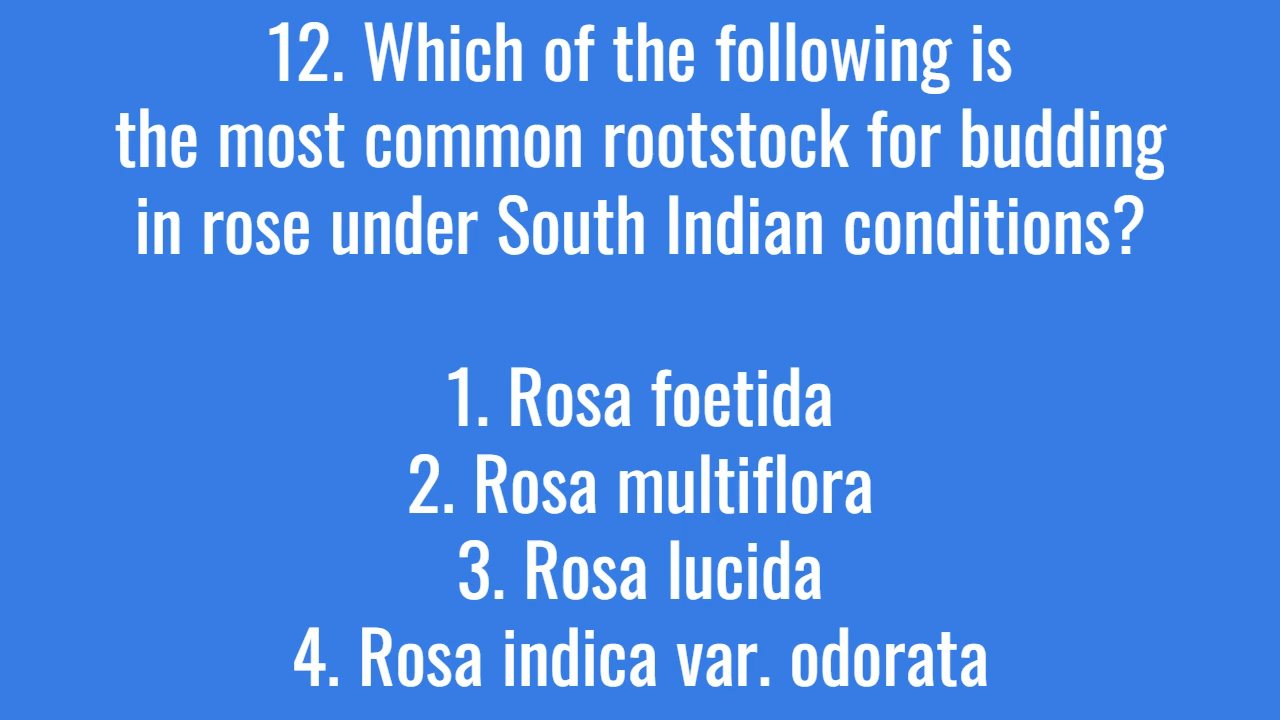 12. Which of the following is
the most common rootstock for budding
in rose under South Indian conditions?
1. Rosa foetida
2. Rosa multiflora
3. Rosa lucida
4. Rosa indica var. odorata